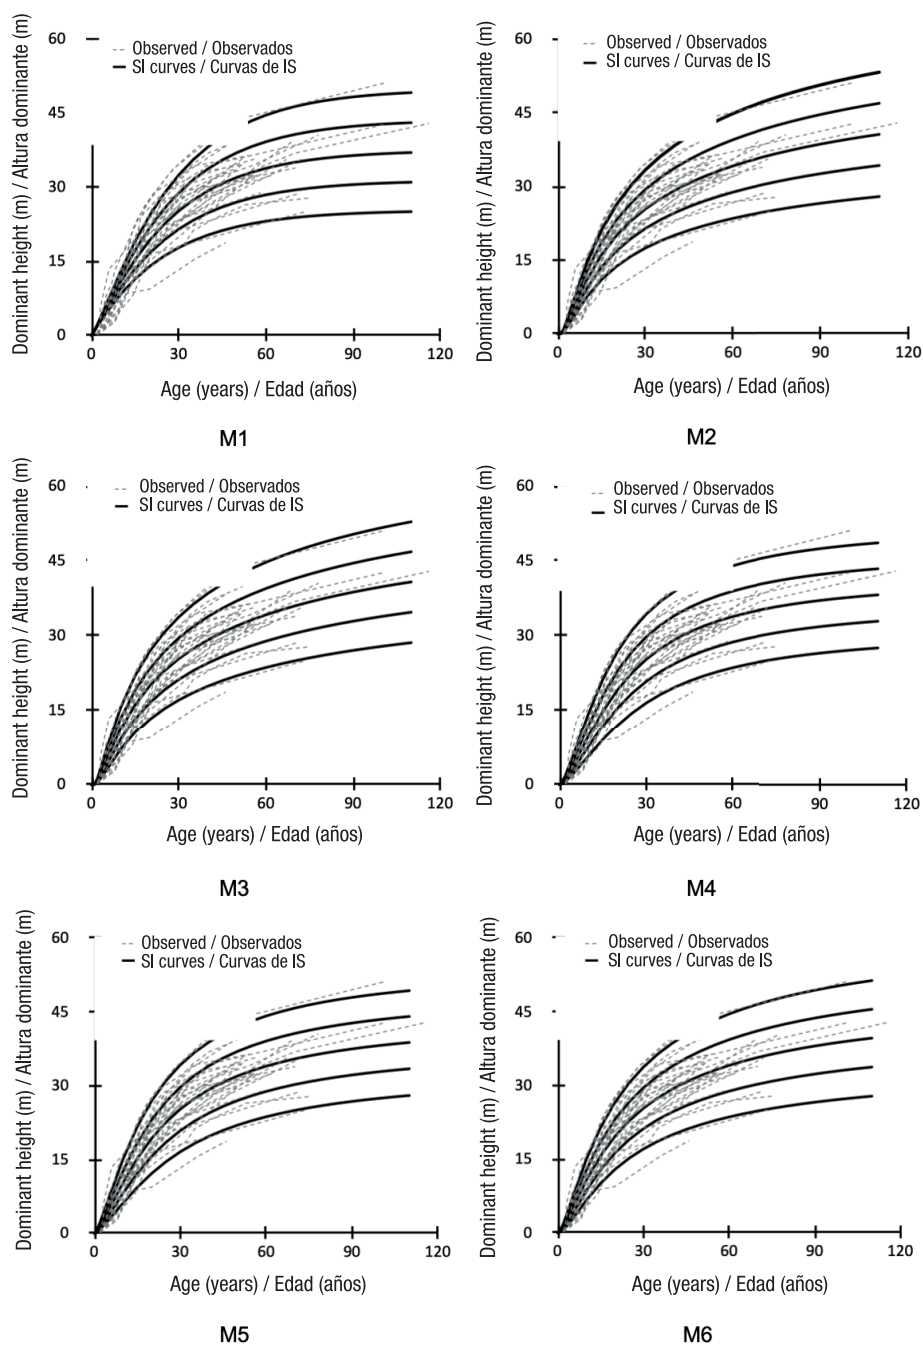 Dominant height (m) / Altura dominante (m)
60
45
30
15
0
Observed / Observados
SI curves / Curvas de IS
0 30 60 90 120
Age (years) / Edad (años)
M1
Dominant height (m) / Altura dominante (m)
60
45
30
15
0
Observed / Observados
SI curves / Curvas de IS
0 30 60 90 120
Age (years) / Edad (años)
M2
Dominant height (m) / Altura dominante (m)
60
45
30
15
0
Observed / Observados
SI curves / Curvas de IS
0 30 60 90 120
Age (years) / Edad (años)
M3
Dominant height (m) / Altura dominante (m)
60
45
30
15
0
Observed / Observados
SI curves / Curvas de IS
0 30 60 90 120
Age (years) / Edad (años)
M4
Dominant height (m) / Altura dominante (m)
60
45
30
15
0
Observed / Observados
SI curves / Curvas de IS
0 30 60 90 120
Age (years) / Edad (años)
M5
Dominant height (m) / Altura dominante (m)
60
45
30
15
0
Observed / Observados
SI curves / Curvas de IS
0 30 60 90 120
Age (years) / Edad (años)
M6